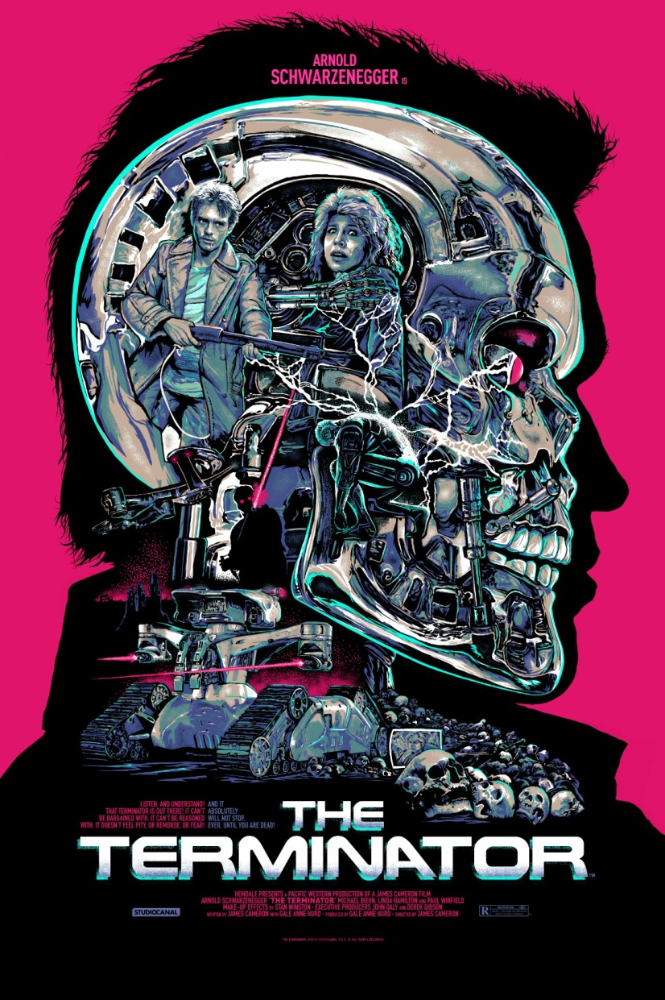 ARNOLD
SCHWARZENEGGER IS
LISTEN, AND UNDERSTAND! AND IT
THAT TERMINATOR IS OUT THERE! IT CAN'T ABSOLUTELY
BE BARGAINED WITH. IT CAN'T BE REASONED WILL NOT STOP,
WITH. IT DOESN'T FEEL PITY, OR REMORSE, OR FEAR! EVER, UNTIL YOU ARE DEAD!
THE
TERMINATOR™
HEMDALE PRESENTS A PACIFIC WESTERN PRODUCTION OF A JAMES CAMERON FILM
ARNOLD SCHWARZENEGGER "THE TERMINATOR" MICHAEL BIEHN, LINDA HAMILTON AND PAUL WINFIELD
MAKE-UP EFFECTS BY STAN WINSTON · EXECUTIVE PRODUCERS JOHN DALY AND DEREK GIBSON
WRITTEN BY JAMES CAMERON WITH GALE ANNE HURD · PRODUCED BY GALE ANNE HURD · DIRECTED BY JAMES CAMERON
STUDIOCANAL
R RESTRICTED